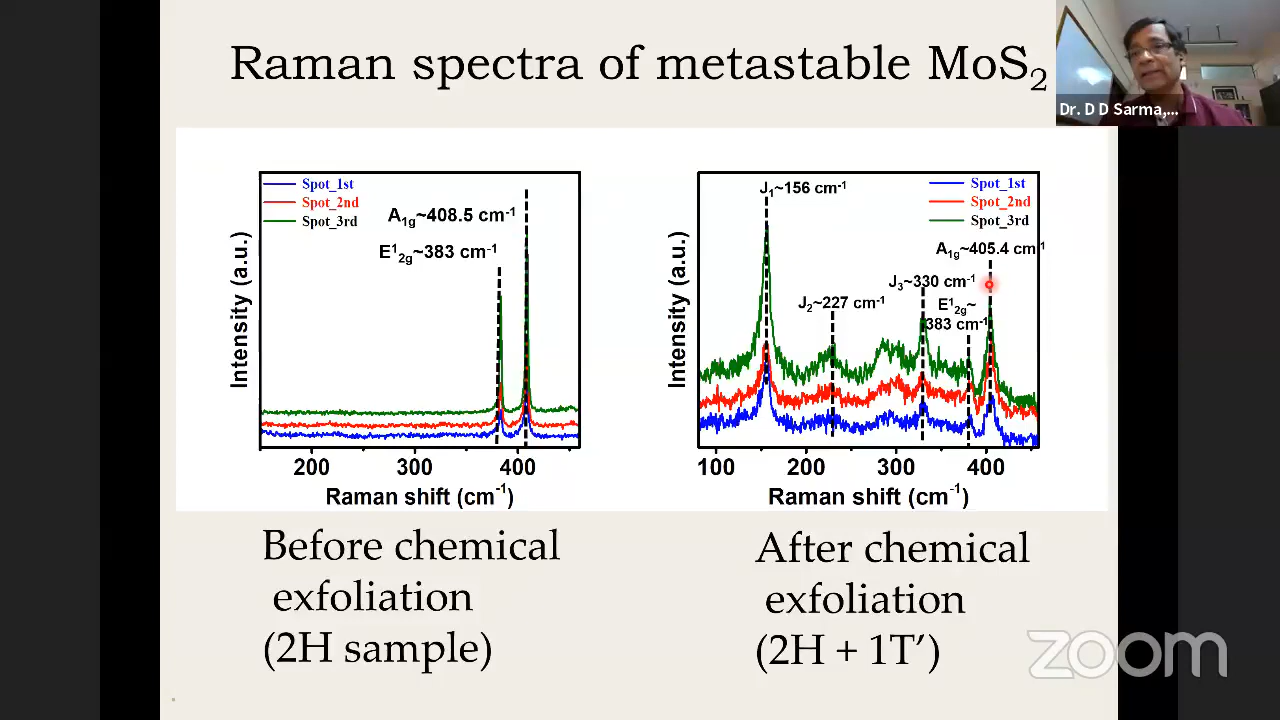 Raman spectra of metastable MoS₂
Dr. D D Sarma,...
Spot_1st
Spot_2nd
Spot_3rd
A₁g~408.5 cm⁻¹
E¹₂g~383 cm⁻¹
Intensity (a.u.)
200 300 400
Raman shift (cm⁻¹)
J₁~156 cm⁻¹
Spot_1st
Spot_2nd
Spot_3rd
A₁g~405.4 cm⁻¹
J₃~330 cm⁻¹
J₂~227 cm⁻¹
E¹₂g~
383 cm⁻¹
Intensity (a.u.)
100 200 300 400
Raman shift (cm⁻¹)
Before chemical
exfoliation
(2H sample)
After chemical
exfoliation
(2H + 1T′)
zoom